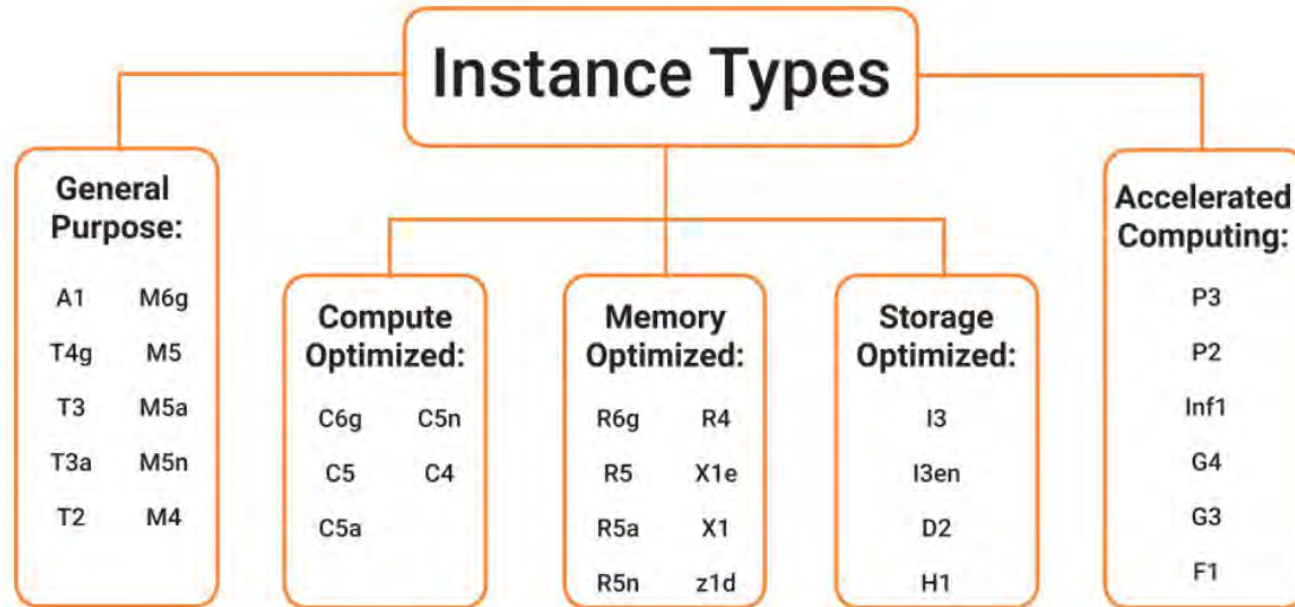 Instance Types
General
Purpose:
A1 M6g
T4g M5
T3 M5a
T3a M5n
T2 M4
Compute
Optimized:
C6g C5n
C5 C4
C5a
Memory
Optimized:
R6g R4
R5 X1e
R5a X1
R5n z1d
Storage
Optimized:
I3
I3en
D2
H1
Accelerated
Computing:
P3
P2
Inf1
G4
G3
F1